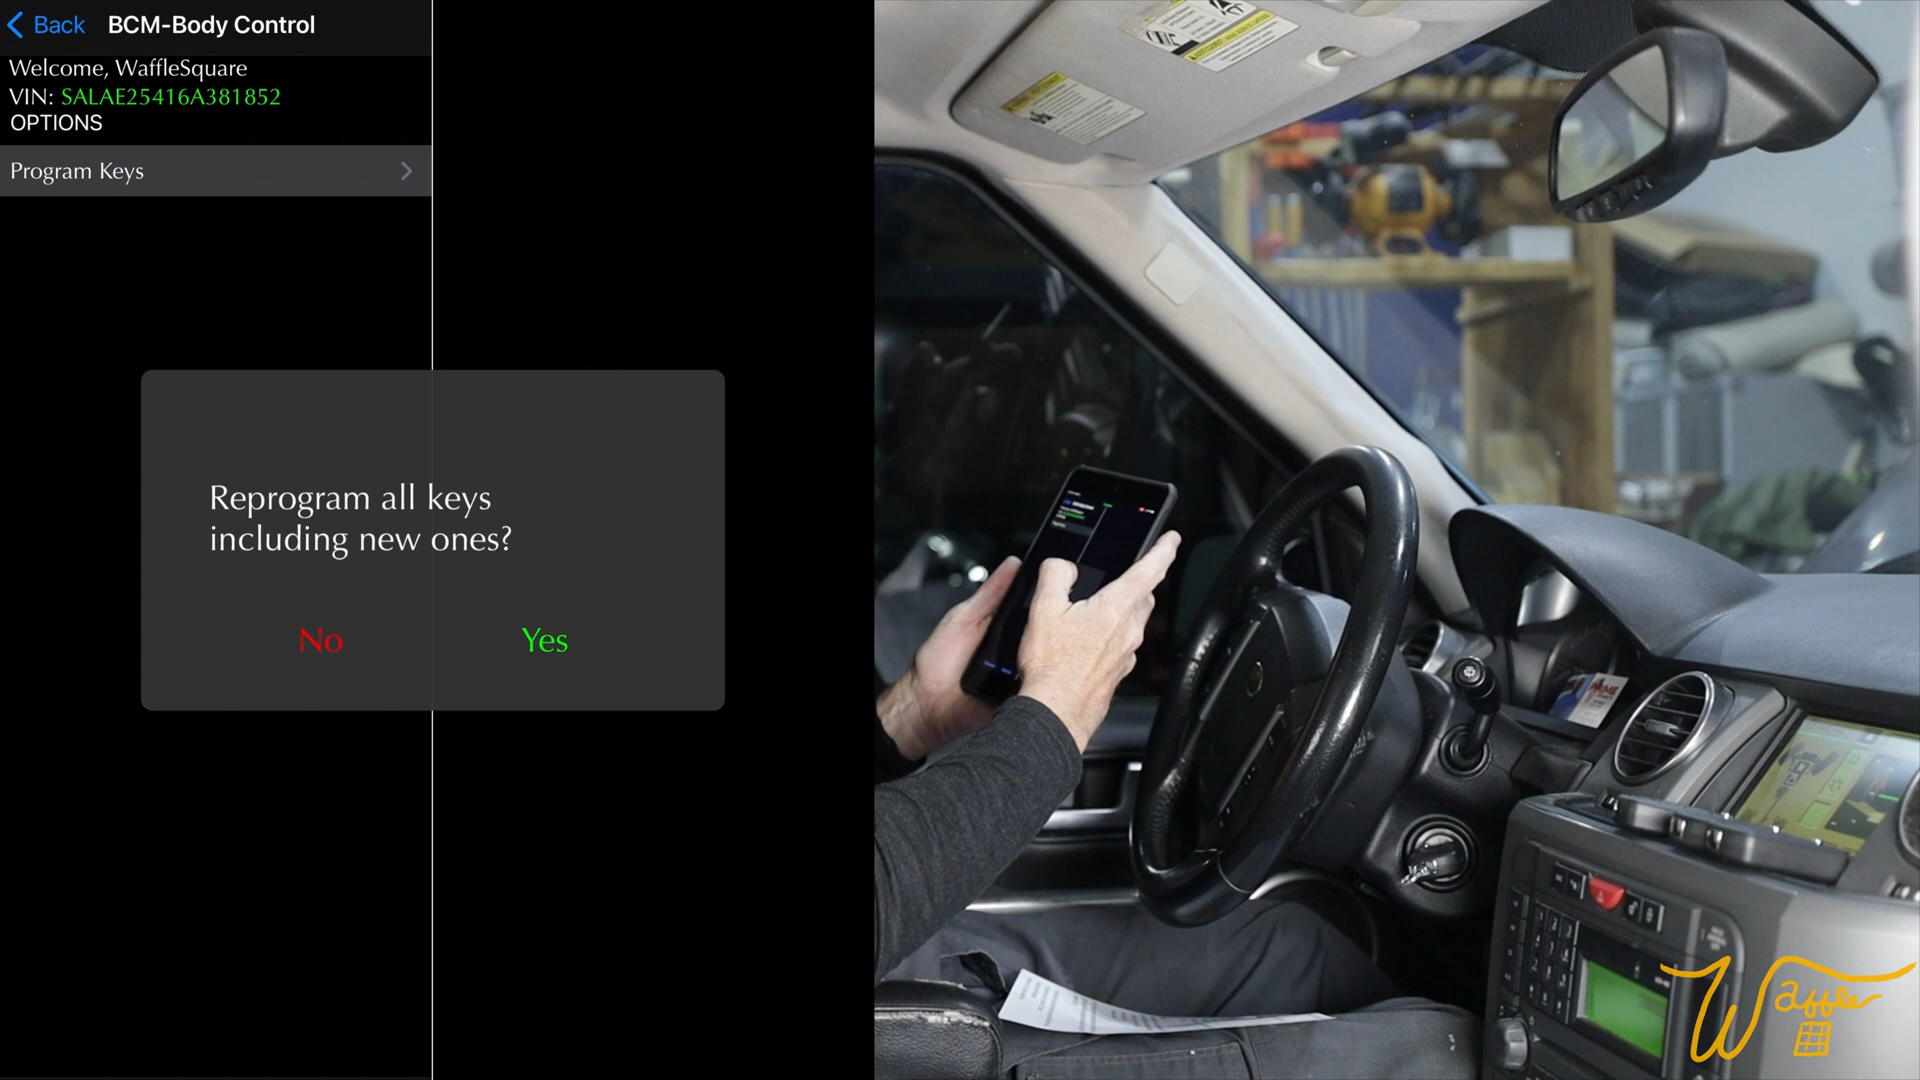 Back
BCM-Body Control
Welcome, WaffleSquare
VIN: SALAE25416A381852
OPTIONS
Program Keys
Reprogram all keys
including new ones?
No
Yes
Waffle